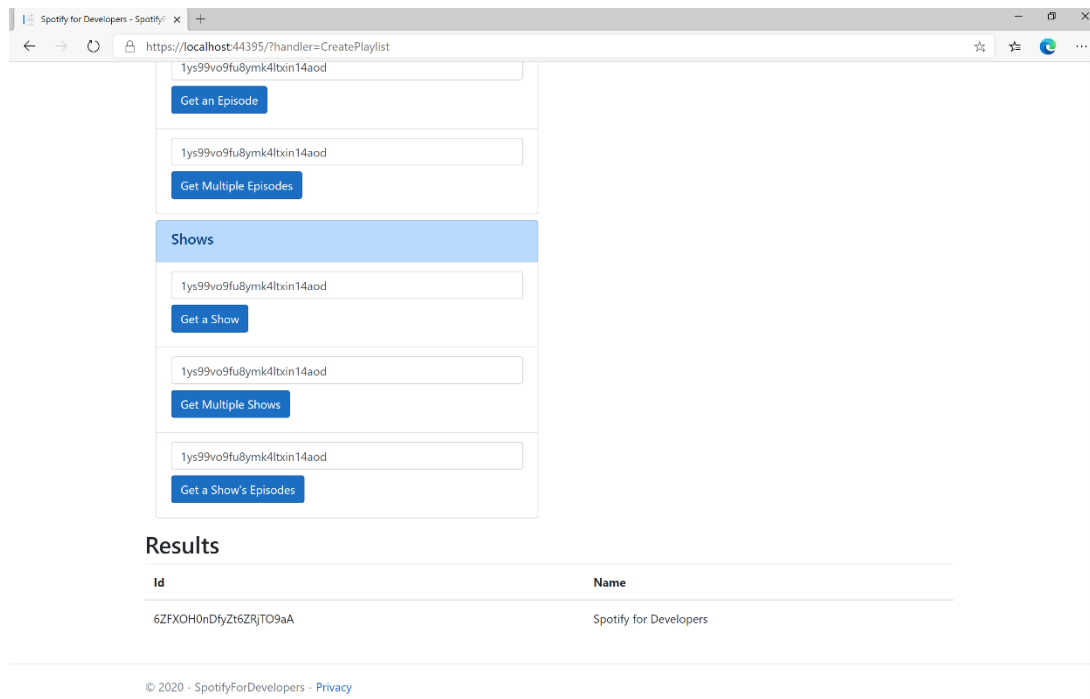 Spotify for Developers - Spotify
https://localhost:44395/?handler=CreatePlaylist
1ys99vo9fu8ymk4ltxin14aod
Get an Episode
1ys99vo9fu8ymk4ltxin14aod
Get Multiple Episodes
Shows
1ys99vo9fu8ymk4ltxin14aod
Get a Show
1ys99vo9fu8ymk4ltxin14aod
Get Multiple Shows
1ys99vo9fu8ymk4ltxin14aod
Get a Show's Episodes
Results
Id Name
6ZFXOH0nDfyZt6ZRjTO9aA Spotify for Developers
© 2020 - SpotifyForDevelopers - Privacy